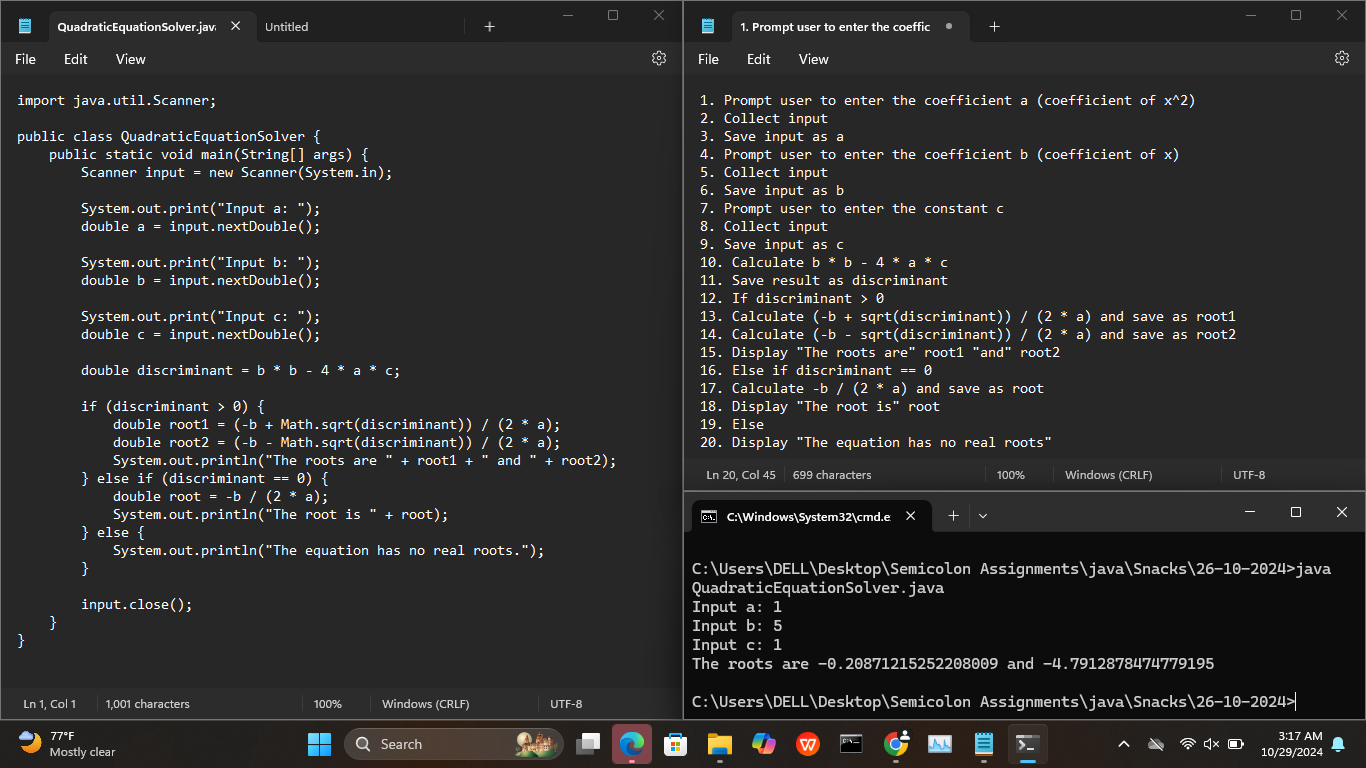 QuadraticEquationSolver.java
Untitled
File Edit View
import java.util.Scanner;
public class QuadraticEquationSolver {
public static void main(String[] args) {
Scanner input = new Scanner(System.in);
System.out.print("Input a: ");
double a = input.nextDouble();
System.out.print("Input b: ");
double b = input.nextDouble();
System.out.print("Input c: ");
double c = input.nextDouble();
double discriminant = b * b - 4 * a * c;
if (discriminant > 0) {
double root1 = (-b + Math.sqrt(discriminant)) / (2 * a);
double root2 = (-b - Math.sqrt(discriminant)) / (2 * a);
System.out.println("The roots are " + root1 + " and " + root2);
} else if (discriminant == 0) {
double root = -b / (2 * a);
System.out.println("The root is " + root);
} else {
System.out.println("The equation has no real roots.");
}
input.close();
}
}
Ln 1, Col 1 1,001 characters 100% Windows (CRLF) UTF-8
1. Prompt user to enter the coeffic
File Edit View
1. Prompt user to enter the coefficient a (coefficient of x^2)
2. Collect input
3. Save input as a
4. Prompt user to enter the coefficient b (coefficient of x)
5. Collect input
6. Save input as b
7. Prompt user to enter the constant c
8. Collect input
9. Save input as c
10. Calculate b * b - 4 * a * c
11. Save result as discriminant
12. If discriminant > 0
13. Calculate (-b + sqrt(discriminant)) / (2 * a) and save as root1
14. Calculate (-b - sqrt(discriminant)) / (2 * a) and save as root2
15. Display "The roots are" root1 "and" root2
16. Else if discriminant == 0
17. Calculate -b / (2 * a) and save as root
18. Display "The root is" root
19. Else
20. Display "The equation has no real roots"
Ln 20, Col 45 699 characters 100% Windows (CRLF) UTF-8
C:\Windows\System32\cmd.e
C:\Users\DELL\Desktop\Semicolon Assignments\java\Snacks\26-10-2024>java
QuadraticEquationSolver.java
Input a: 1
Input b: 5
Input c: 1
The roots are -0.20871215252208009 and -4.7912878474779195
C:\Users\DELL\Desktop\Semicolon Assignments\java\Snacks\26-10-2024>
77°F
Mostly clear
Search
3:17 AM
10/29/2024